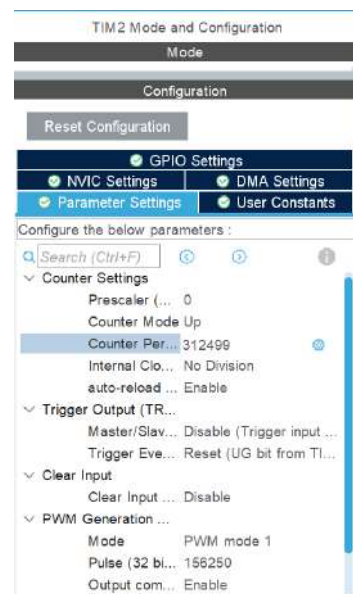 TIM2 Mode and Configuration
Mode
Configuration
Reset Configuration
GPIO Settings
NVIC Settings DMA Settings
Parameter Settings User Constants
Configure the below parameters :
Search (Ctrl+F)
Counter Settings
Prescaler (... 0
Counter Mode Up
Counter Per... 312499
Internal Clo... No Division
auto-reload ... Enable
Trigger Output (TR...
Master/Slav... Disable (Trigger input ...
Trigger Eve... Reset (UG bit from TI...
Clear Input
Clear Input ... Disable
PWM Generation ...
Mode PWM mode 1
Pulse (32 bi... 156250
Output com... Enable